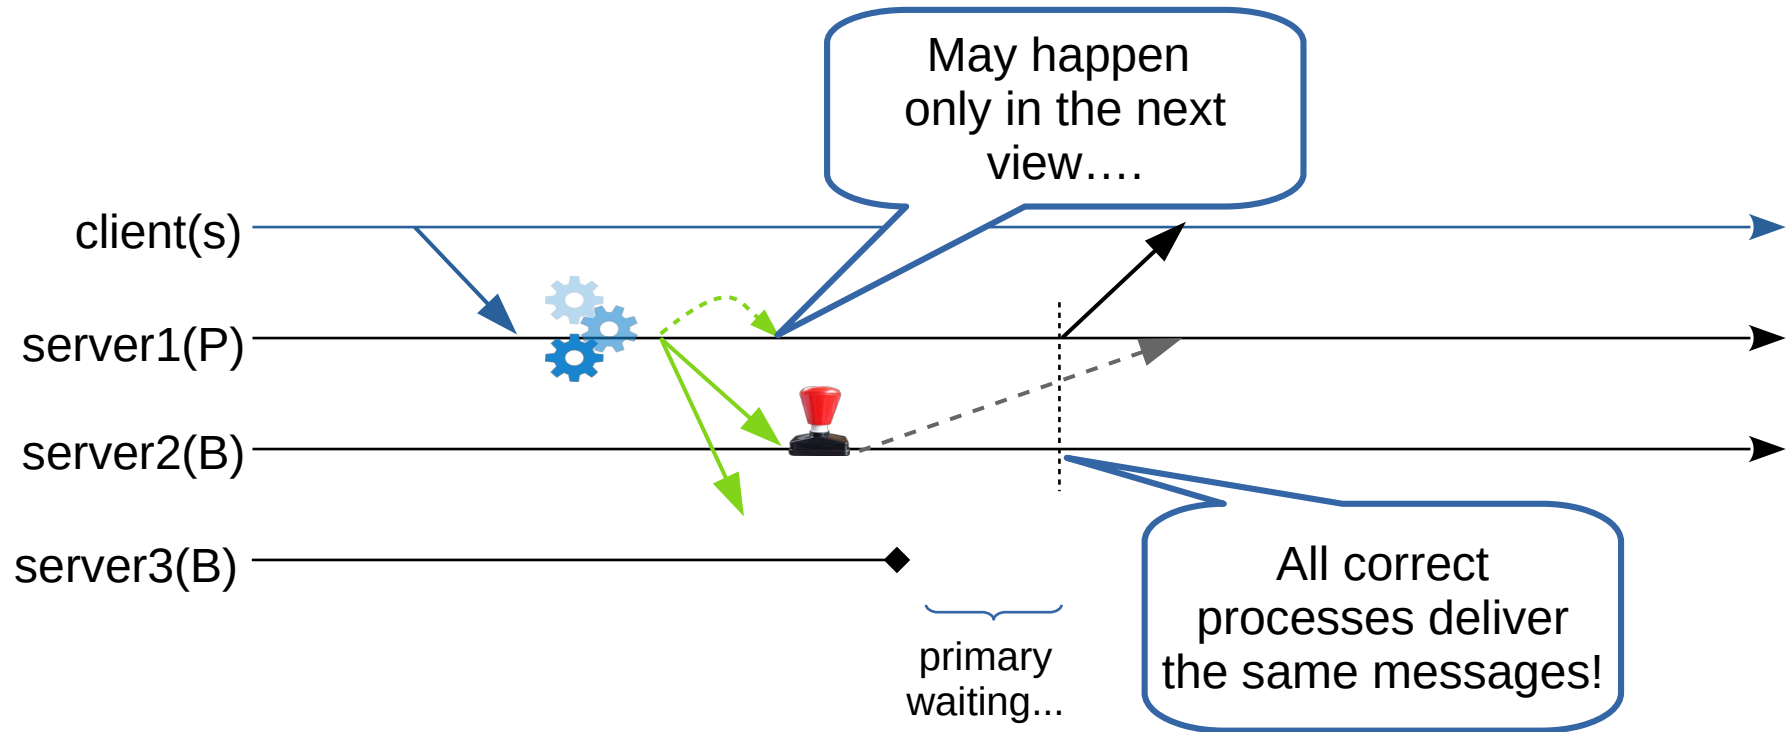 May happen
only in the next
view....
client(s)
server1(P)
server2(B)
server3(B)
primary
waiting...
All correct
processes deliver
the same messages!